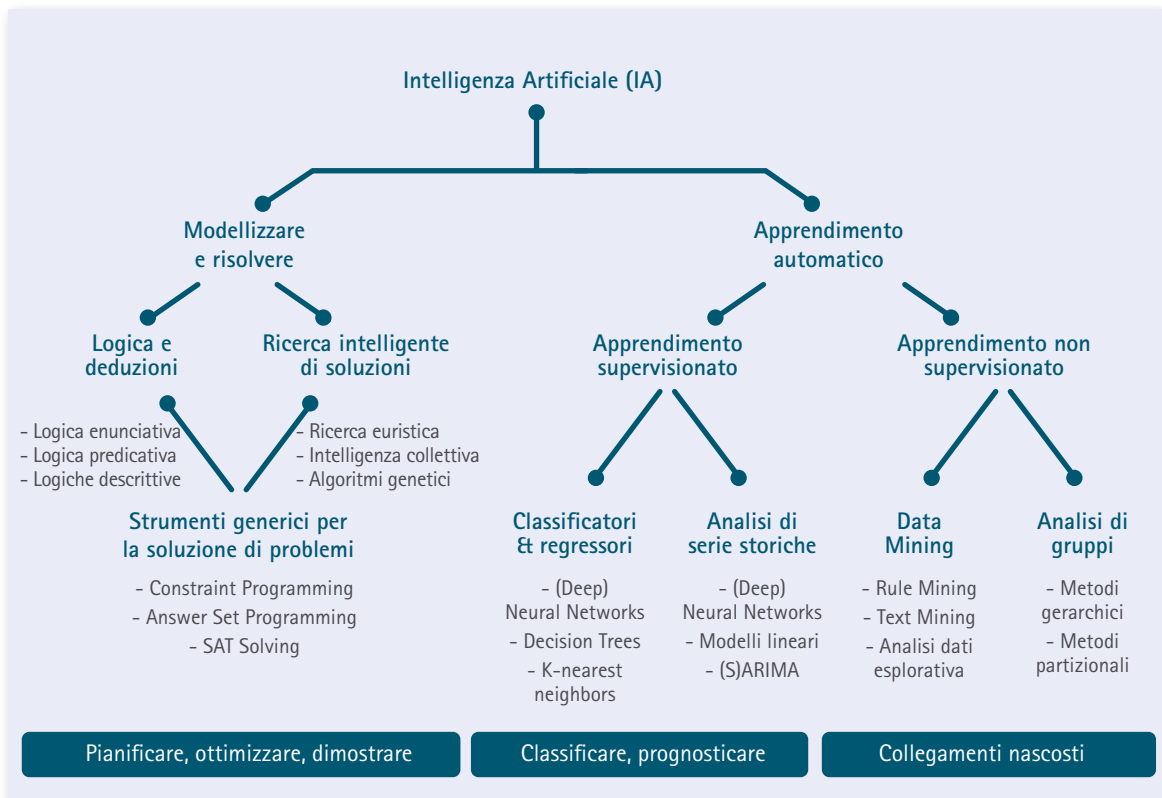 Intelligenza Artificiale (IA)
Modellizzare
e risolvere
Apprendimento
automatico
Logica e
deduzioni
Ricerca intelligente
di soluzioni
Apprendimento
supervisionato
Apprendimento non
supervisionato
- Logica enunciativa
- Logica predicativa
- Logiche descrittive
- Ricerca euristica
- Intelligenza collettiva
- Algoritmi genetici
Strumenti generici per
la soluzione di problemi
- Constraint Programming
- Answer Set Programming
- SAT Solving
Classificatori
& regressori
- (Deep)
Neural Networks
- Decision Trees
- K-nearest
neighbors
Analisi di
serie storiche
- (Deep)
Neural Networks
- Modelli lineari
- (S)ARIMA
Data
Mining
- Rule Mining
- Text Mining
- Analisi dati
esplorativa
Analisi di
gruppi
- Metodi
gerarchici
- Metodi
partizionali
Pianificare, ottimizzare, dimostrare
Classificare, prognosticare
Collegamenti nascosti